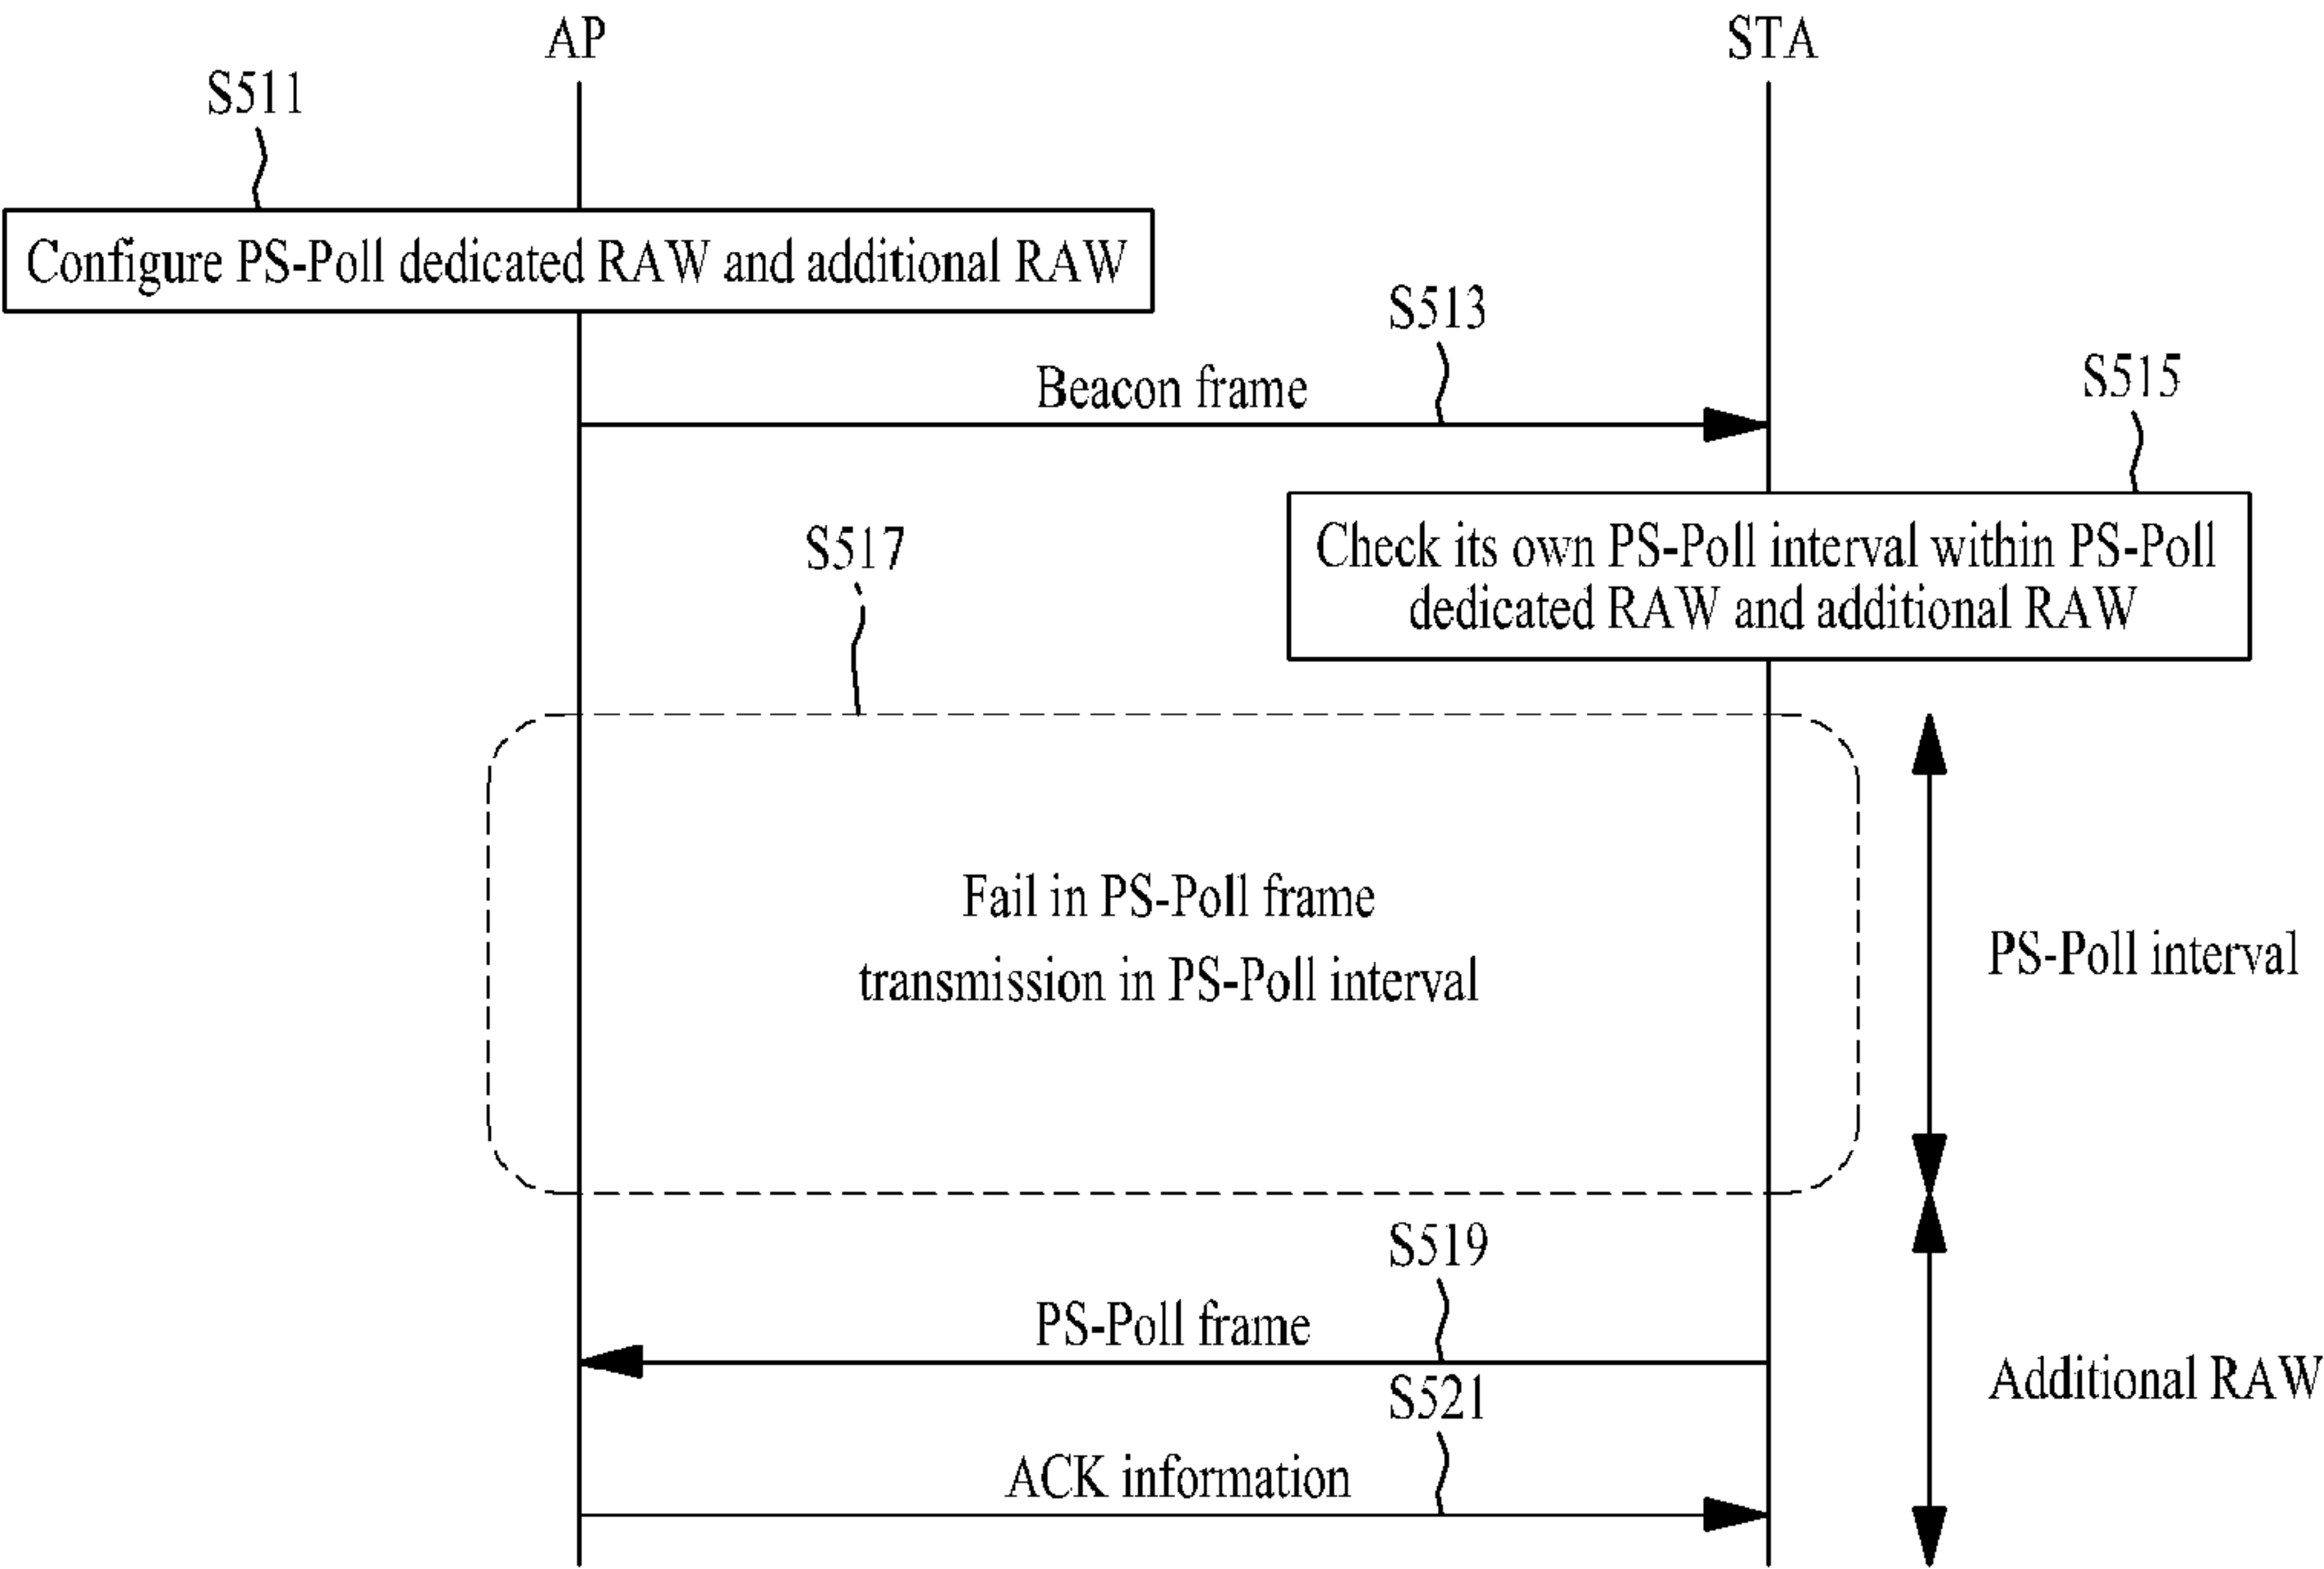 AP
STA
S511
Configure PS-Poll dedicated RAW and additional RAW
S513
Beacon frame
S515
Check its own PS-Poll interval within PS-Poll
dedicated RAW and additional RAW
S517
Fail in PS-Poll frame
transmission in PS-Poll interval
PS-Poll interval
S519
PS-Poll frame
S521
ACK information
Additional RAW